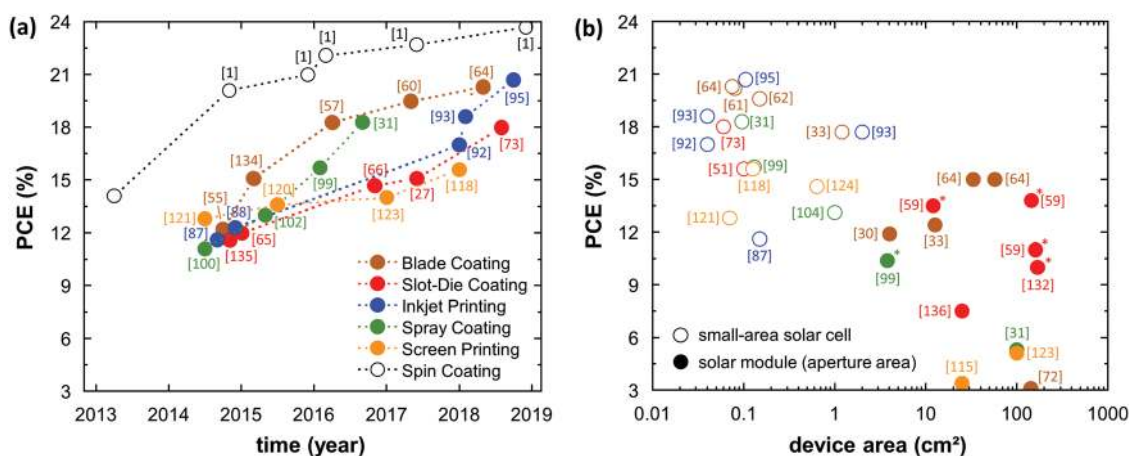 (a)
24
21
18
15
12
9
6
3
PCE (%)
[1]
[1]
[1]
[1]
[1]
[64]
[60]
[57]
[95]
[31]
[93]
[73]
[134]
[92]
[66]
[99]
[55]
[120]
[118]
[27]
[121]
[88]
[123]
[87]
[102]
[65]
[100]
[135]
Blade Coating
Slot-Die Coating
Inkjet Printing
Spray Coating
Screen Printing
Spin Coating
2013 2014 2015 2016 2017 2018 2019
time (year)
(b)
24
21
18
15
12
9
6
3
PCE (%)
[64] [95]
[61] [62]
[93] [31] [33] [93]
[92] [73]
[51] [99]
[118] [124] [64] [64]
[59] * * [59]
[121] [104]
[30] [33]
[87] [59] *
* *
[99] [132]
[136]
small-area solar cell [31]
solar module (aperture area) [123]
[115] [72]
0.01 0.1 1 10 100 1000
device area (cm²)